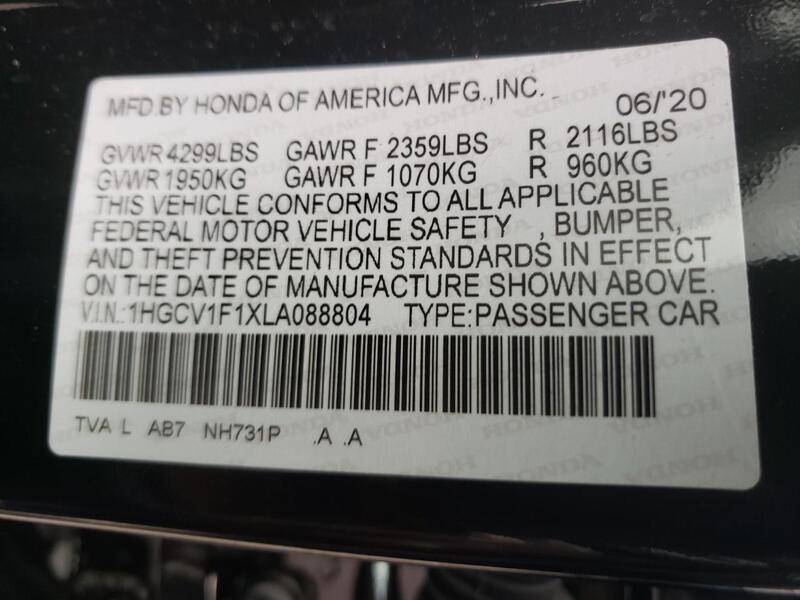 MFD.BY HONDA OF AMERICA MFG.,INC. 06/'20
GVWR 4299LBS GAWR F 2359LBS R 2116LBS
GVWR 1950KG GAWR F 1070KG R 960KG
THIS VEHICLE CONFORMS TO ALL APPLICABLE
FEDERAL MOTOR VEHICLE SAFETY , BUMPER,
AND THEFT PREVENTION STANDARDS IN EFFECT
ON THE DATE OF MANUFACTURE SHOWN ABOVE.
V.I.N.:1HGCV1F1XLA088804 TYPE:PASSENGER CAR
TVA L AB7 NH731P .A .A